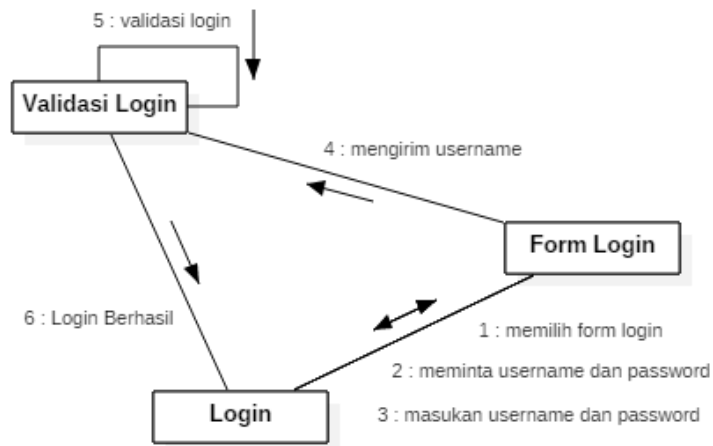 5 : validasi login
Validasi Login
4 : mengirim username
Form Login
6 : Login Berhasil
1 : memilih form login
2 : meminta username dan password
Login
3 : masukan username dan password